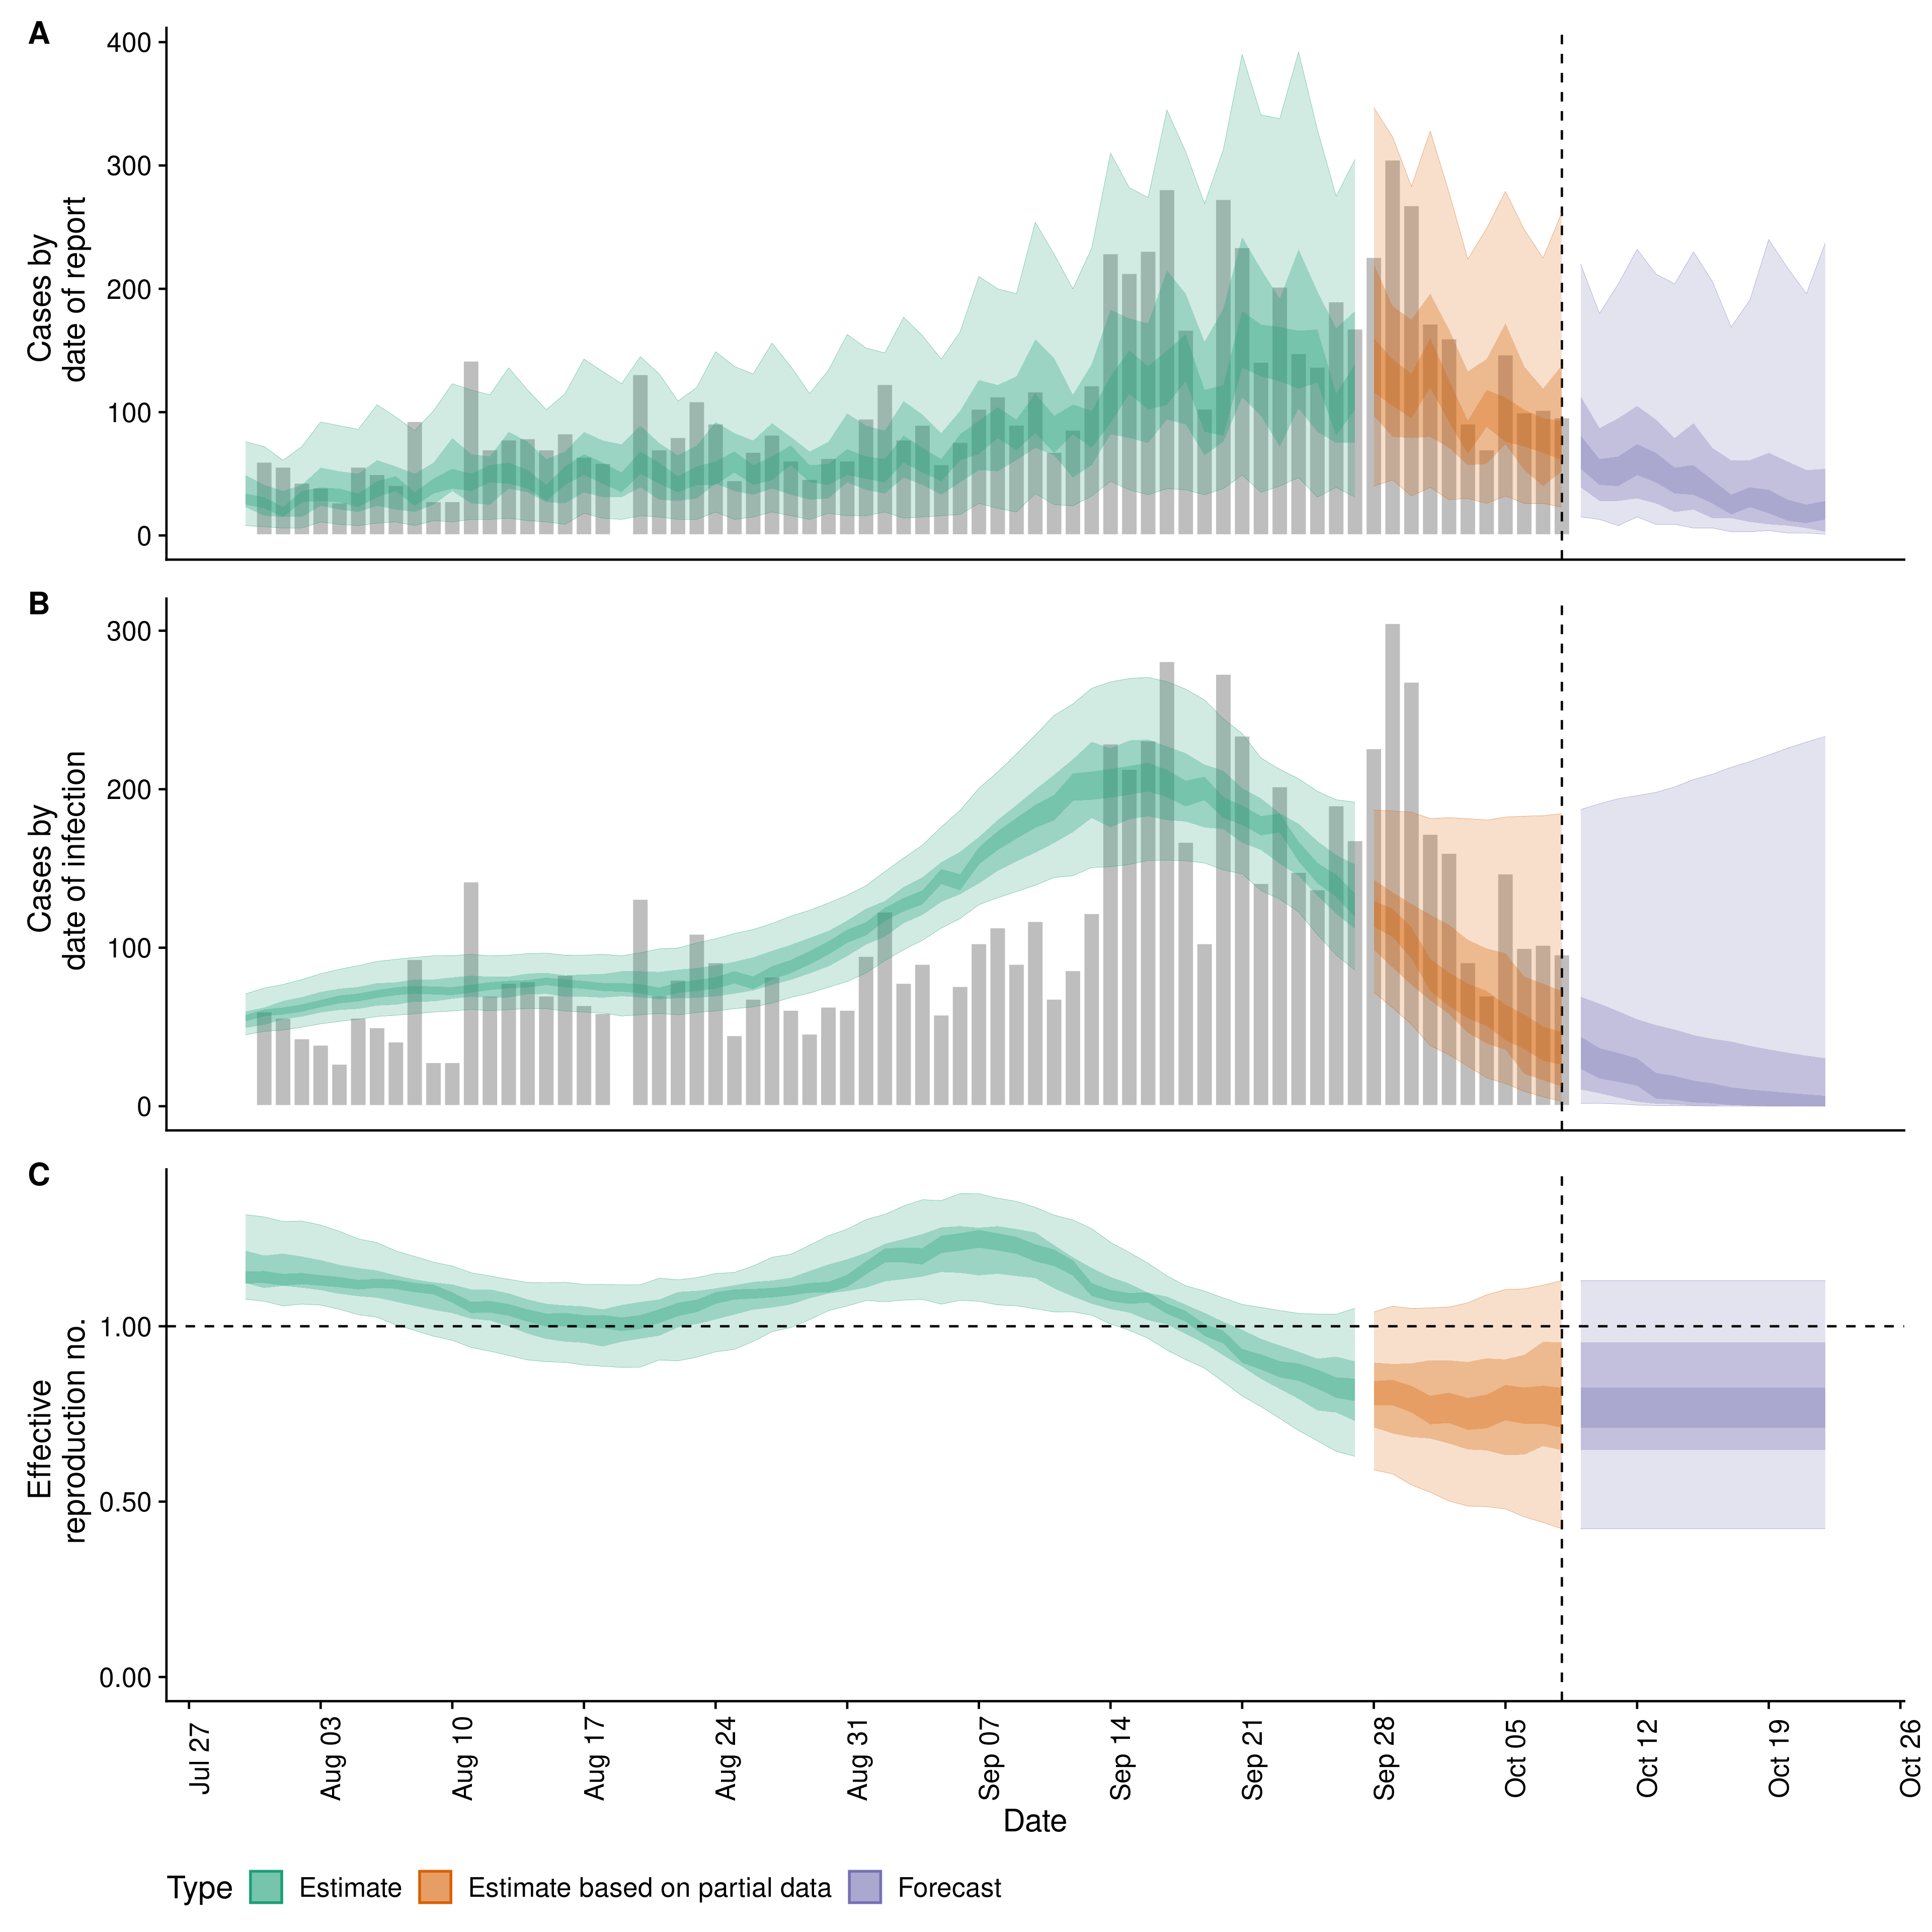 A
400
300
200
100
0
Cases by
date of report
B
300
200
100
0
Cases by
date of infection
C
1.00
0.50
0.00
Effective
reproduction no.
Jul 27
Aug 03
Aug 10
Aug 17
Aug 24
Aug 31
Sep 07
Sep 14
Sep 21
Sep 28
Oct 05
Oct 12
Oct 19
Oct 26
Date
Type Estimate Estimate based on partial data Forecast